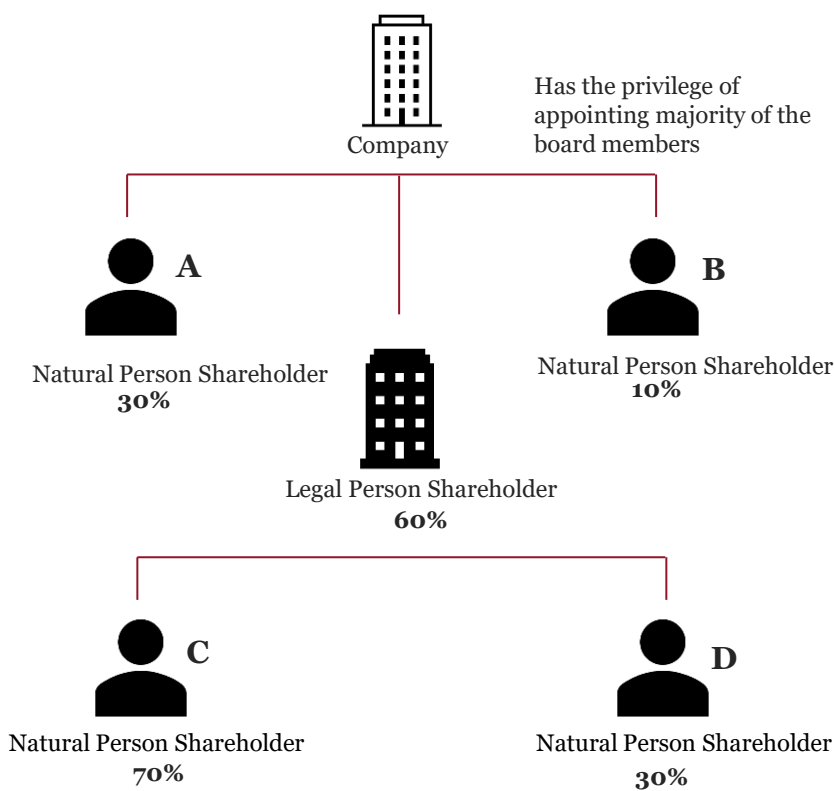 Has the privilege of
appointing majority of the
board members
Company
A
B
Natural Person Shareholder
30%
Natural Person Shareholder
10%
Legal Person Shareholder
60%
C
D
Natural Person Shareholder
70%
Natural Person Shareholder
30%